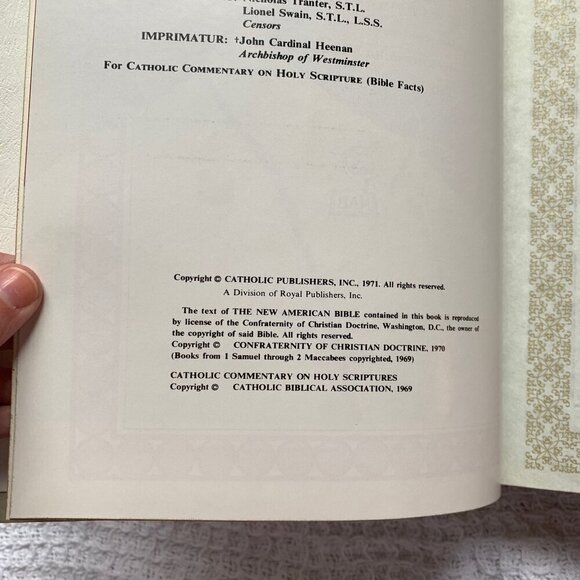 Nicholas Tranter, S.T.L.
Lionel Swain, S.T.L., L.S.S.
Censors
IMPRIMATUR: †John Cardinal Heenan
Archbishop of Westminster
For CATHOLIC COMMENTARY ON HOLY SCRIPTURE (Bible Facts)
Copyright © CATHOLIC PUBLISHERS, INC., 1971. All rights reserved.
A Division of Royal Publishers, Inc.
The text of THE NEW AMERICAN BIBLE contained in this book is reproduced
by license of the Confraternity of Christian Doctrine, Washington, D.C., the owner of
the copyright of said Bible. All rights reserved.
Copyright © CONFRATERNITY OF CHRISTIAN DOCTRINE, 1970
(Books from 1 Samuel through 2 Maccabees copyrighted, 1969)
CATHOLIC COMMENTARY ON HOLY SCRIPTURES
Copyright © CATHOLIC BIBLICAL ASSOCIATION, 1969